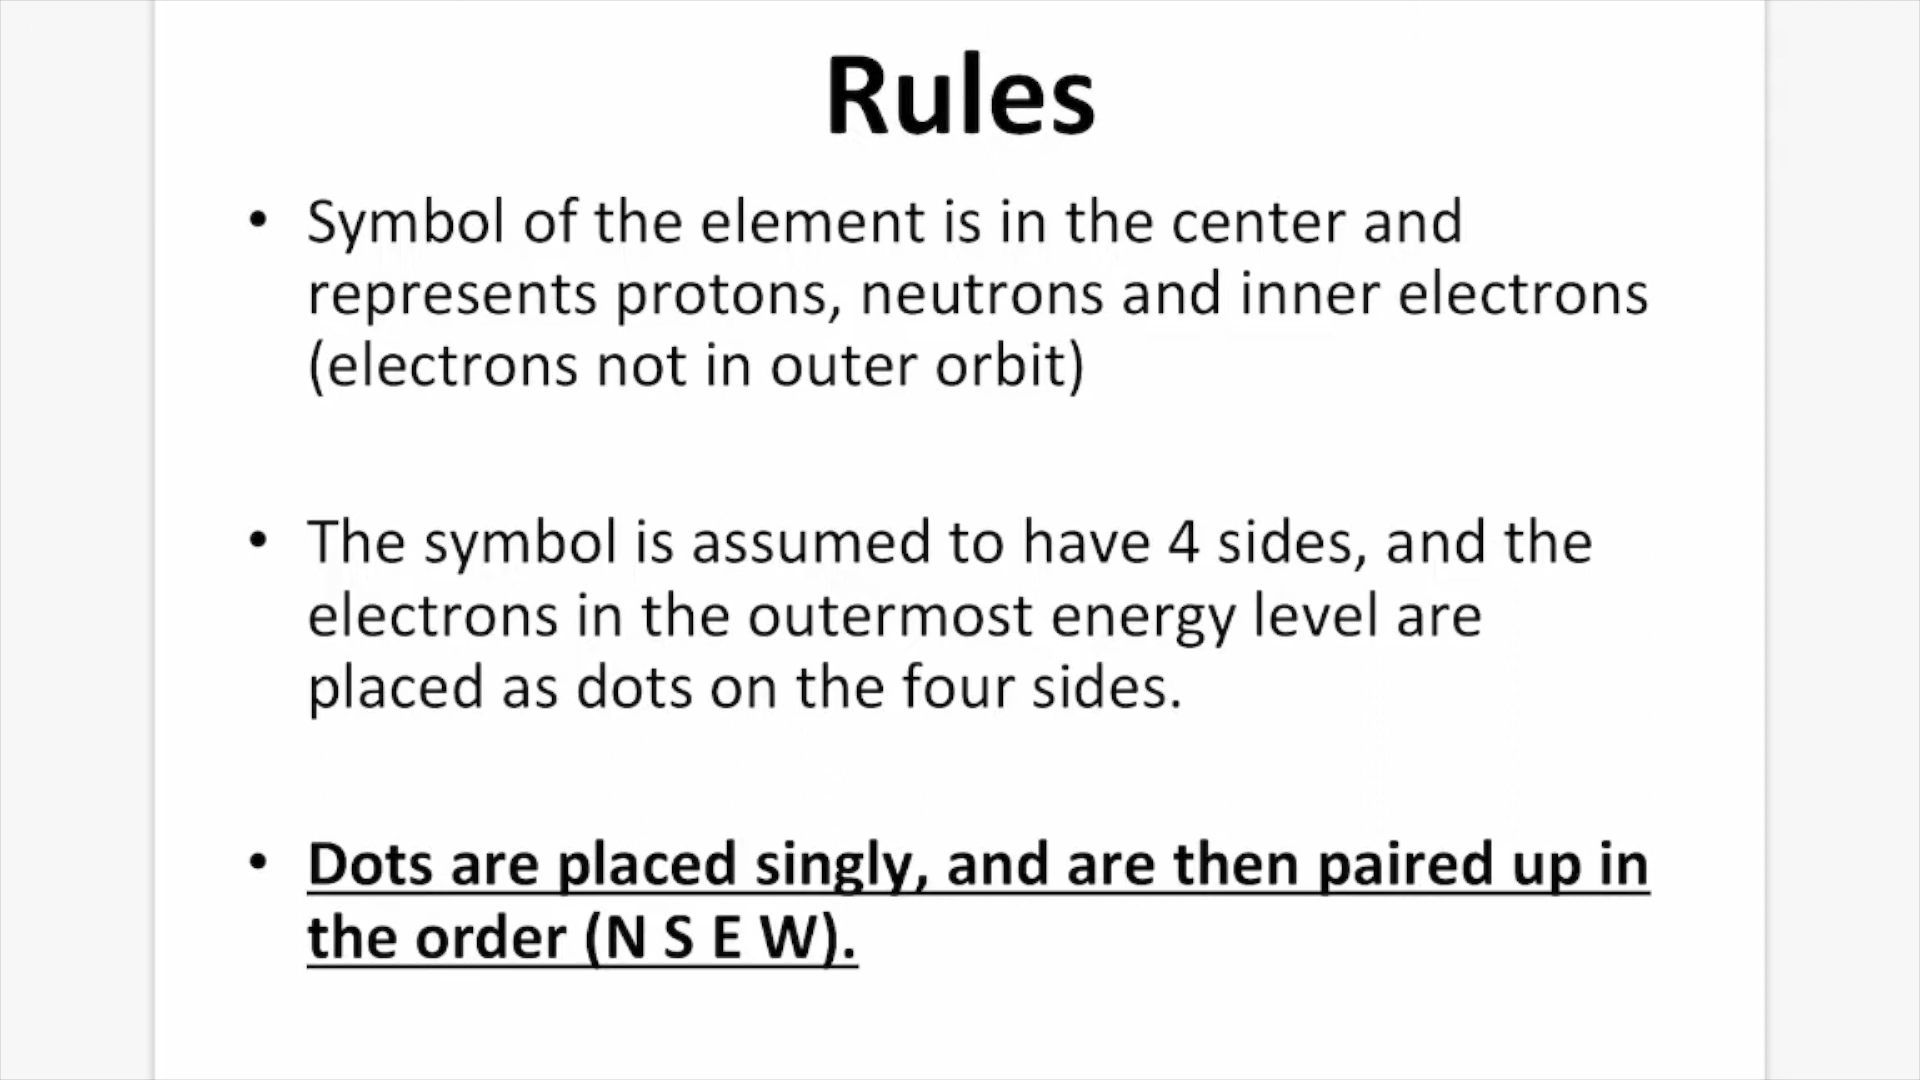 Rules
• Symbol of the element is in the center and
represents protons, neutrons and inner electrons
(electrons not in outer orbit)
• The symbol is assumed to have 4 sides, and the
electrons in the outermost energy level are
placed as dots on the four sides.
• Dots are placed singly, and are then paired up in
the order (N S E W).